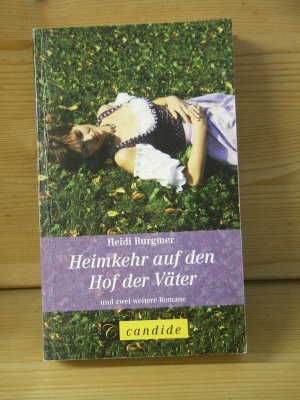 Heidi Burgmer
Heimkehr auf den
Hof der Väter
und zwei weitere Romane
candide